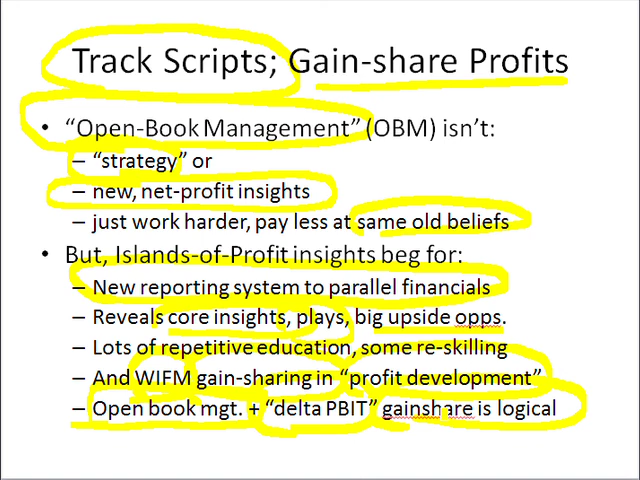 Track Scripts; Gain-share Profits
• “Open-Book Management” (OBM) isn’t:
– “strategy” or
– new, net-profit insights
– just work harder, pay less at same old beliefs
• But, Islands-of-Profit insights beg for:
– New reporting system to parallel financials
– Reveals core insights, plays, big upside opps.
– Lots of repetitive education, some re-skilling
– And WIFM gain-sharing in “profit development”
– Open book mgt. + “delta PBIT” gainshare is logical